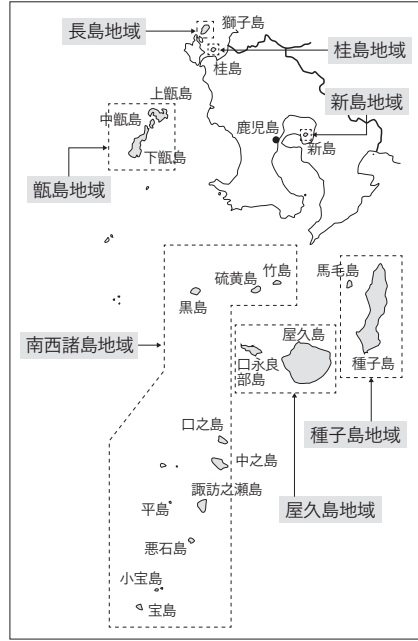 長島地域
獅子島
桂島
桂島地域
新島地域
上甑島
中甑島
下甑島
甑島地域
鹿児島
新島
硫黄島
竹島
黒島
馬毛島
種子島
種子島地域
南西諸島地域
屋久島
口永良
部島
屋久島地域
口之島
中之島
諏訪之瀬島
平島
悪石島
小宝島
宝島